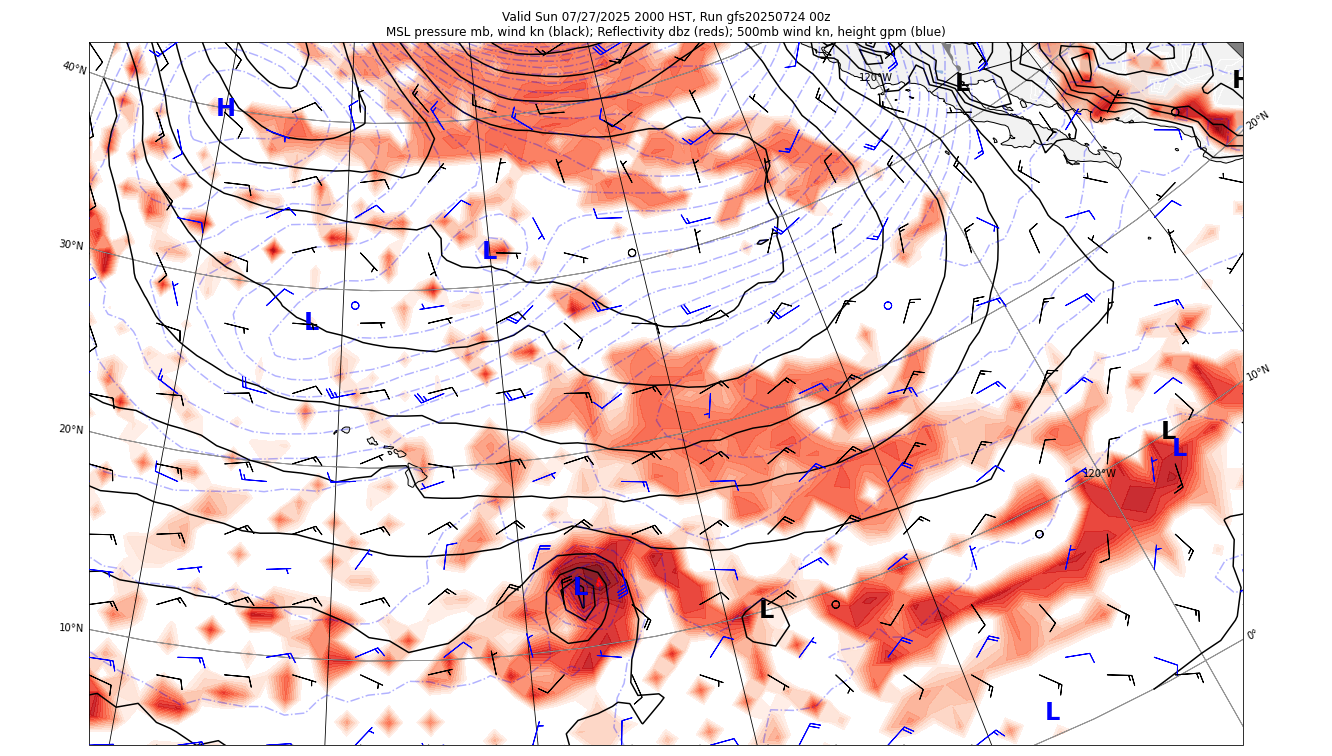 Valid Sun 07/27/2025 2000 HST, Run gfs20250724 00z
MSL pressure mb, wind kn (black); Reflectivity dbz (reds); 500mb wind kn, height gpm (blue)
40°N
120°W
L
H
H
20°N
30°N
L
L
10°N
20°N
L
L
120°W
L
L
10°N
0°
L